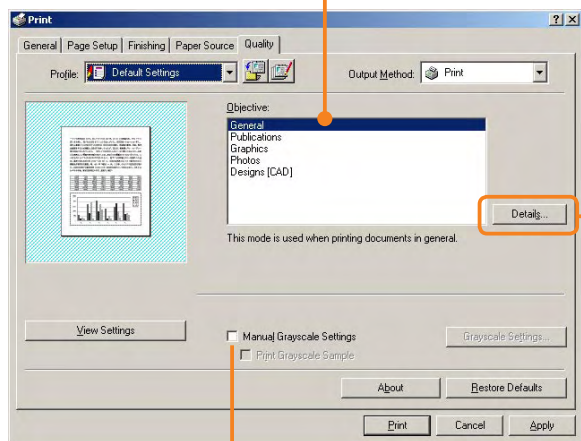 Print
General Page Setup Finishing Paper Source Quality
Profile: Default Settings
Output Method: Print
Objective:
General
Publications
Graphics
Photos
Designs [CAD]
Details...
This mode is used when printing documents in general.
View Settings
Manual Grayscale Settings
Grayscale Settings...
Print Grayscale Sample
About
Restore Defaults
Print
Cancel
Apply